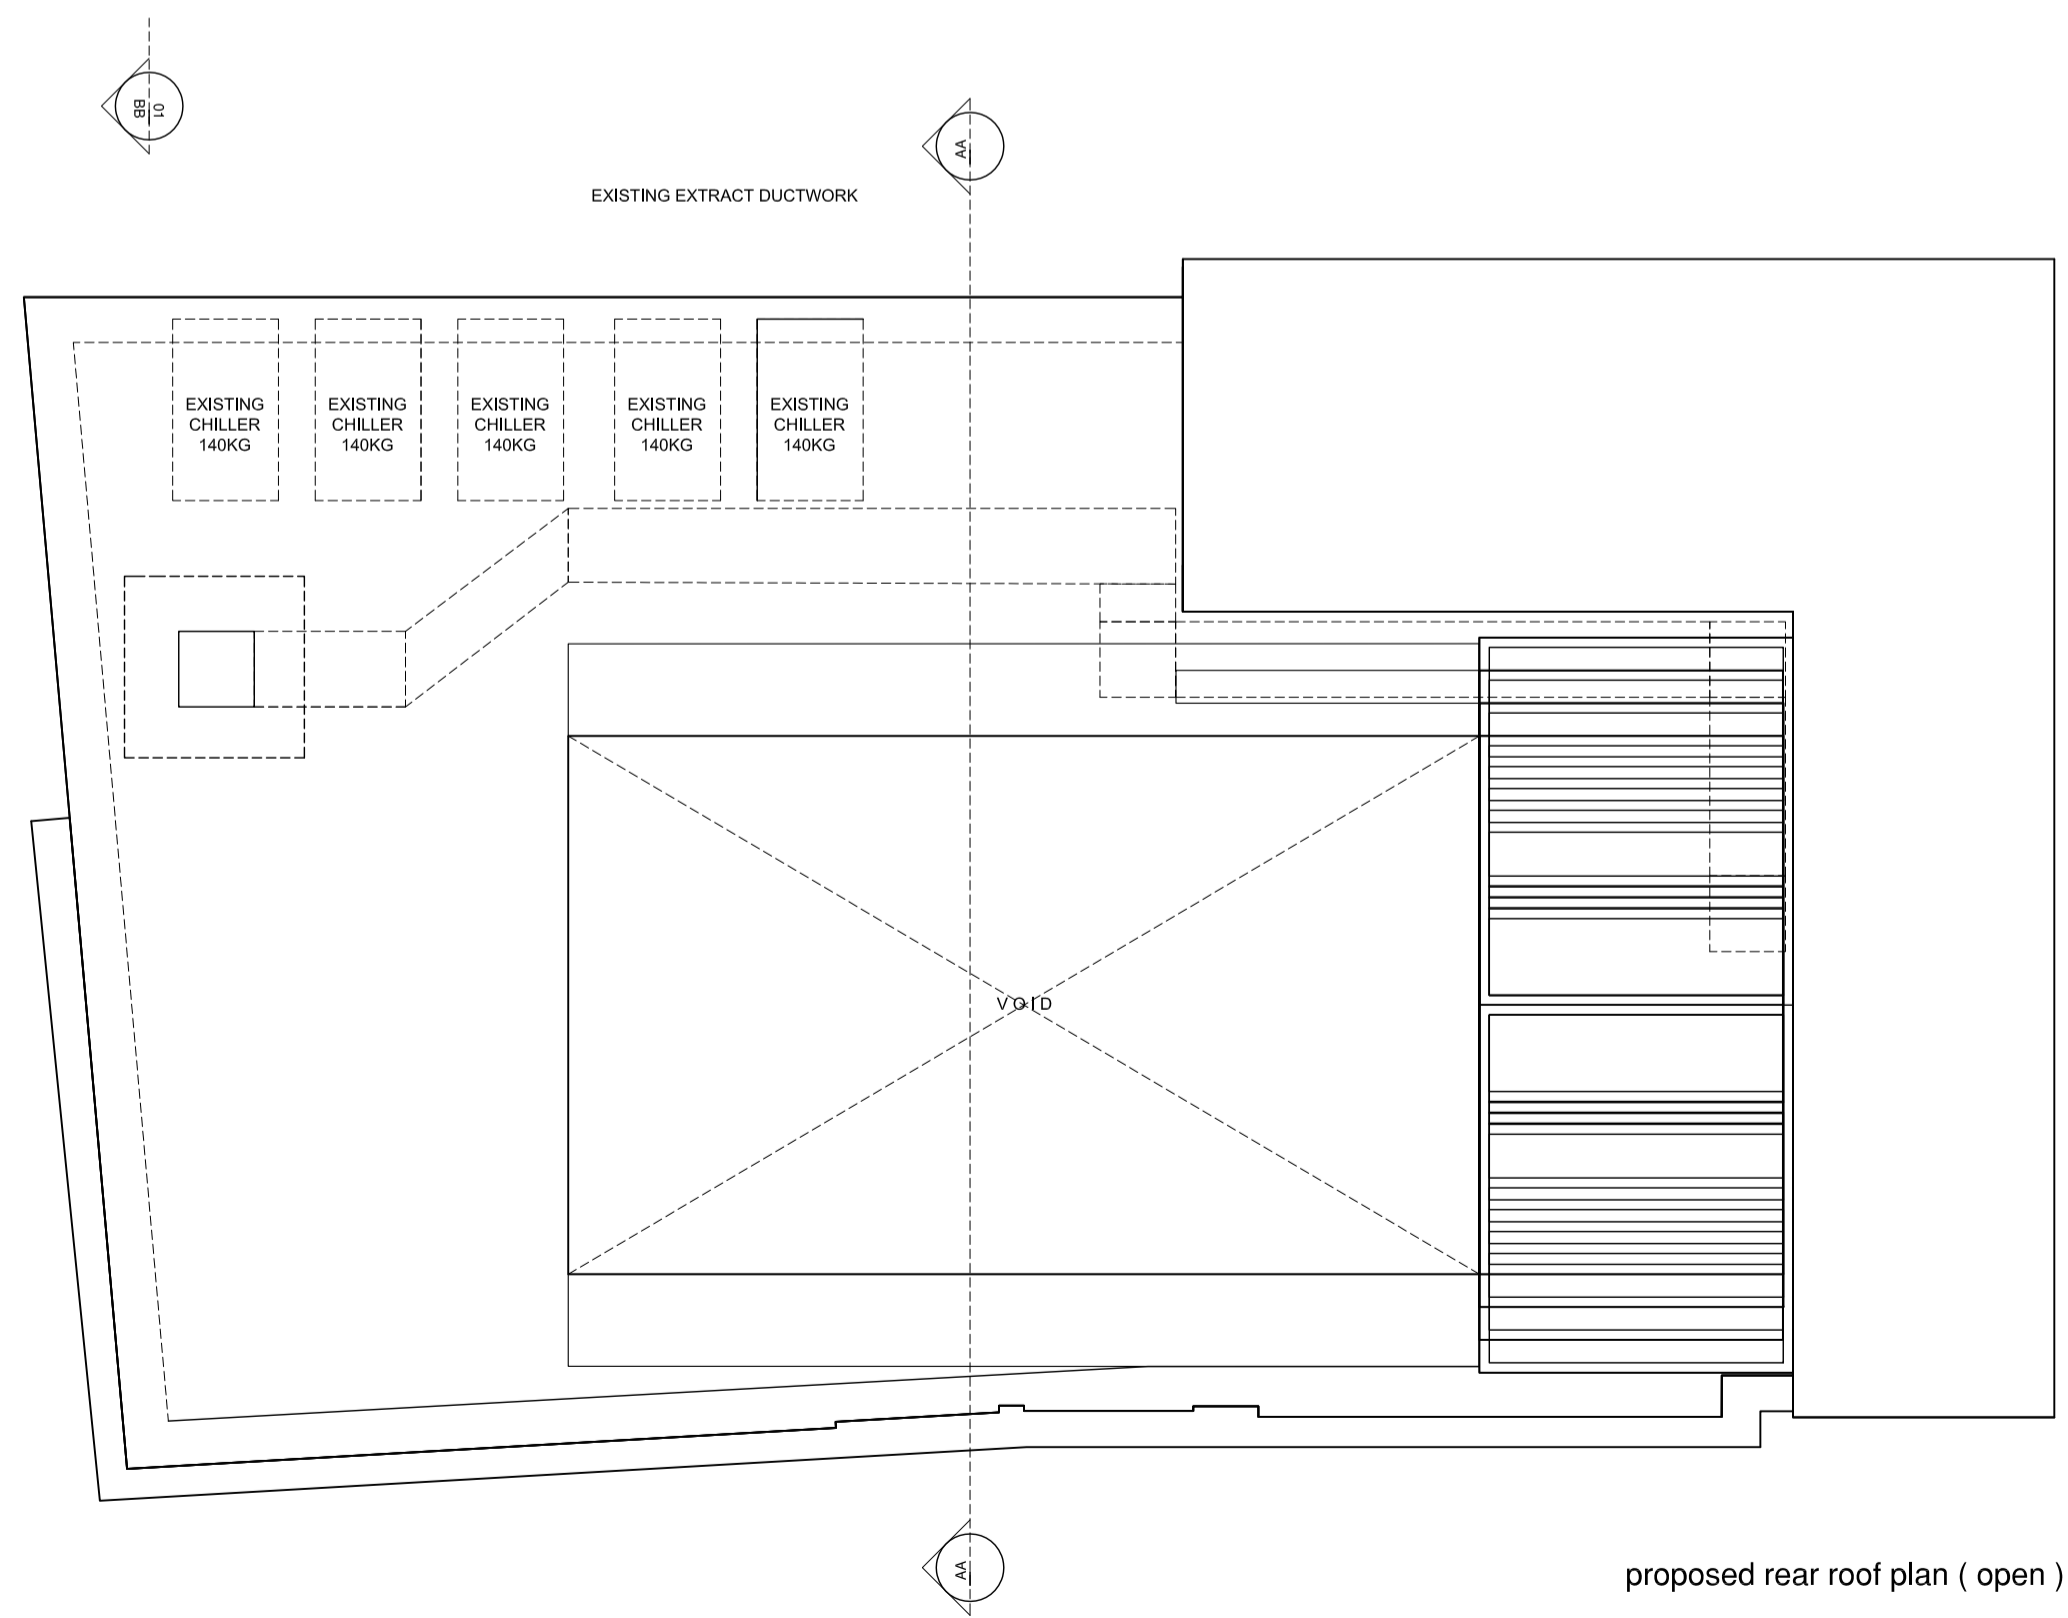 01
BB
AA
EXISTING EXTRACT DUCTWORK
EXISTING
CHILLER
140KG
EXISTING
CHILLER
140KG
EXISTING
CHILLER
140KG
EXISTING
CHILLER
140KG
EXISTING
CHILLER
140KG
VOID
AA
proposed rear roof plan ( open )